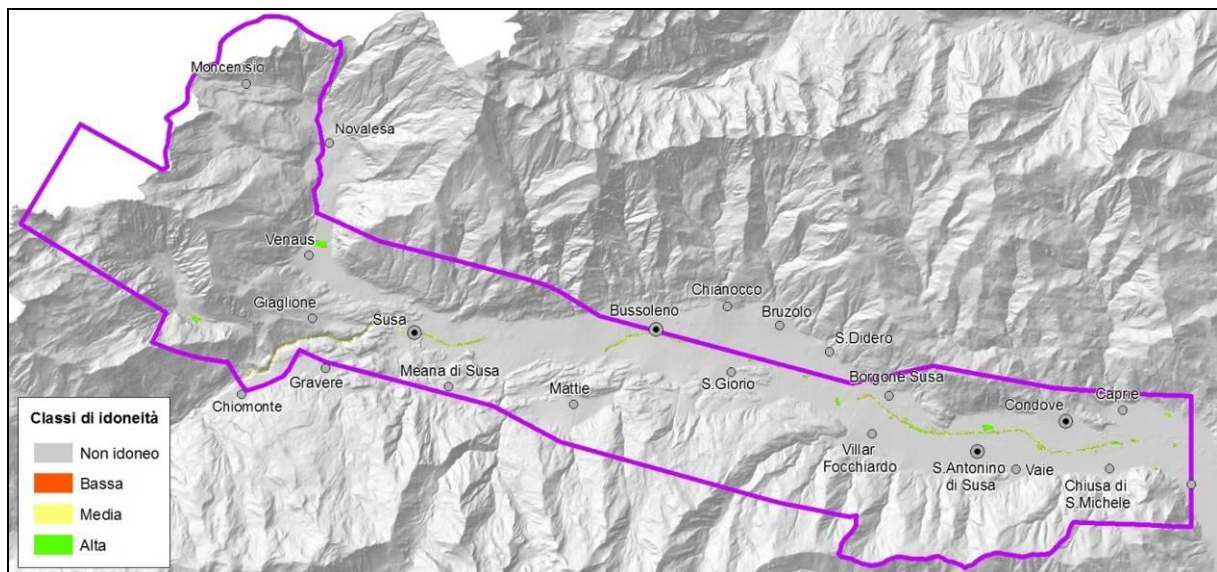 Moncenisio
Novalesa
Venaus
Giaglione
Susa
Chianocco
Bussoleno
Bruzolo
S.Didero
Gravere
Meana di Susa
S.Giorio
Borgone Susa
Chiomonte
Mattie
Condove
Caprie
Villar
Focchiardo
S.Antonino
di Susa
Vaie
Chiusa di
S.Michele
Classi di idoneità
Non idoneo
Bassa
Media
Alta